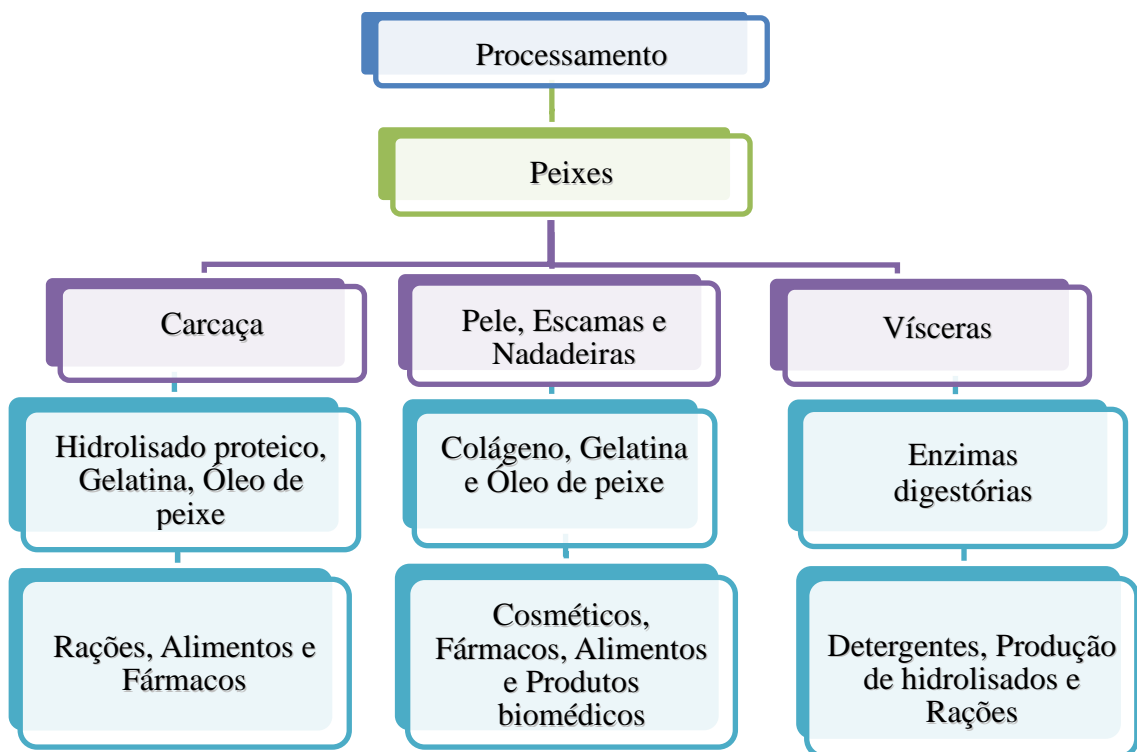 Processamento
Peixes
Carcaça
Pele, Escamas e
Nadadeiras
Vísceras
Hidrolisado proteico,
Gelatina, Óleo de
peixe
Colágeno, Gelatina
e Óleo de peixe
Enzimas
digestórias
Rações, Alimentos e
Fármacos
Cosméticos,
Fármacos, Alimentos
e Produtos
biomédicos
Detergentes, Produção
de hidrolisados e
Rações